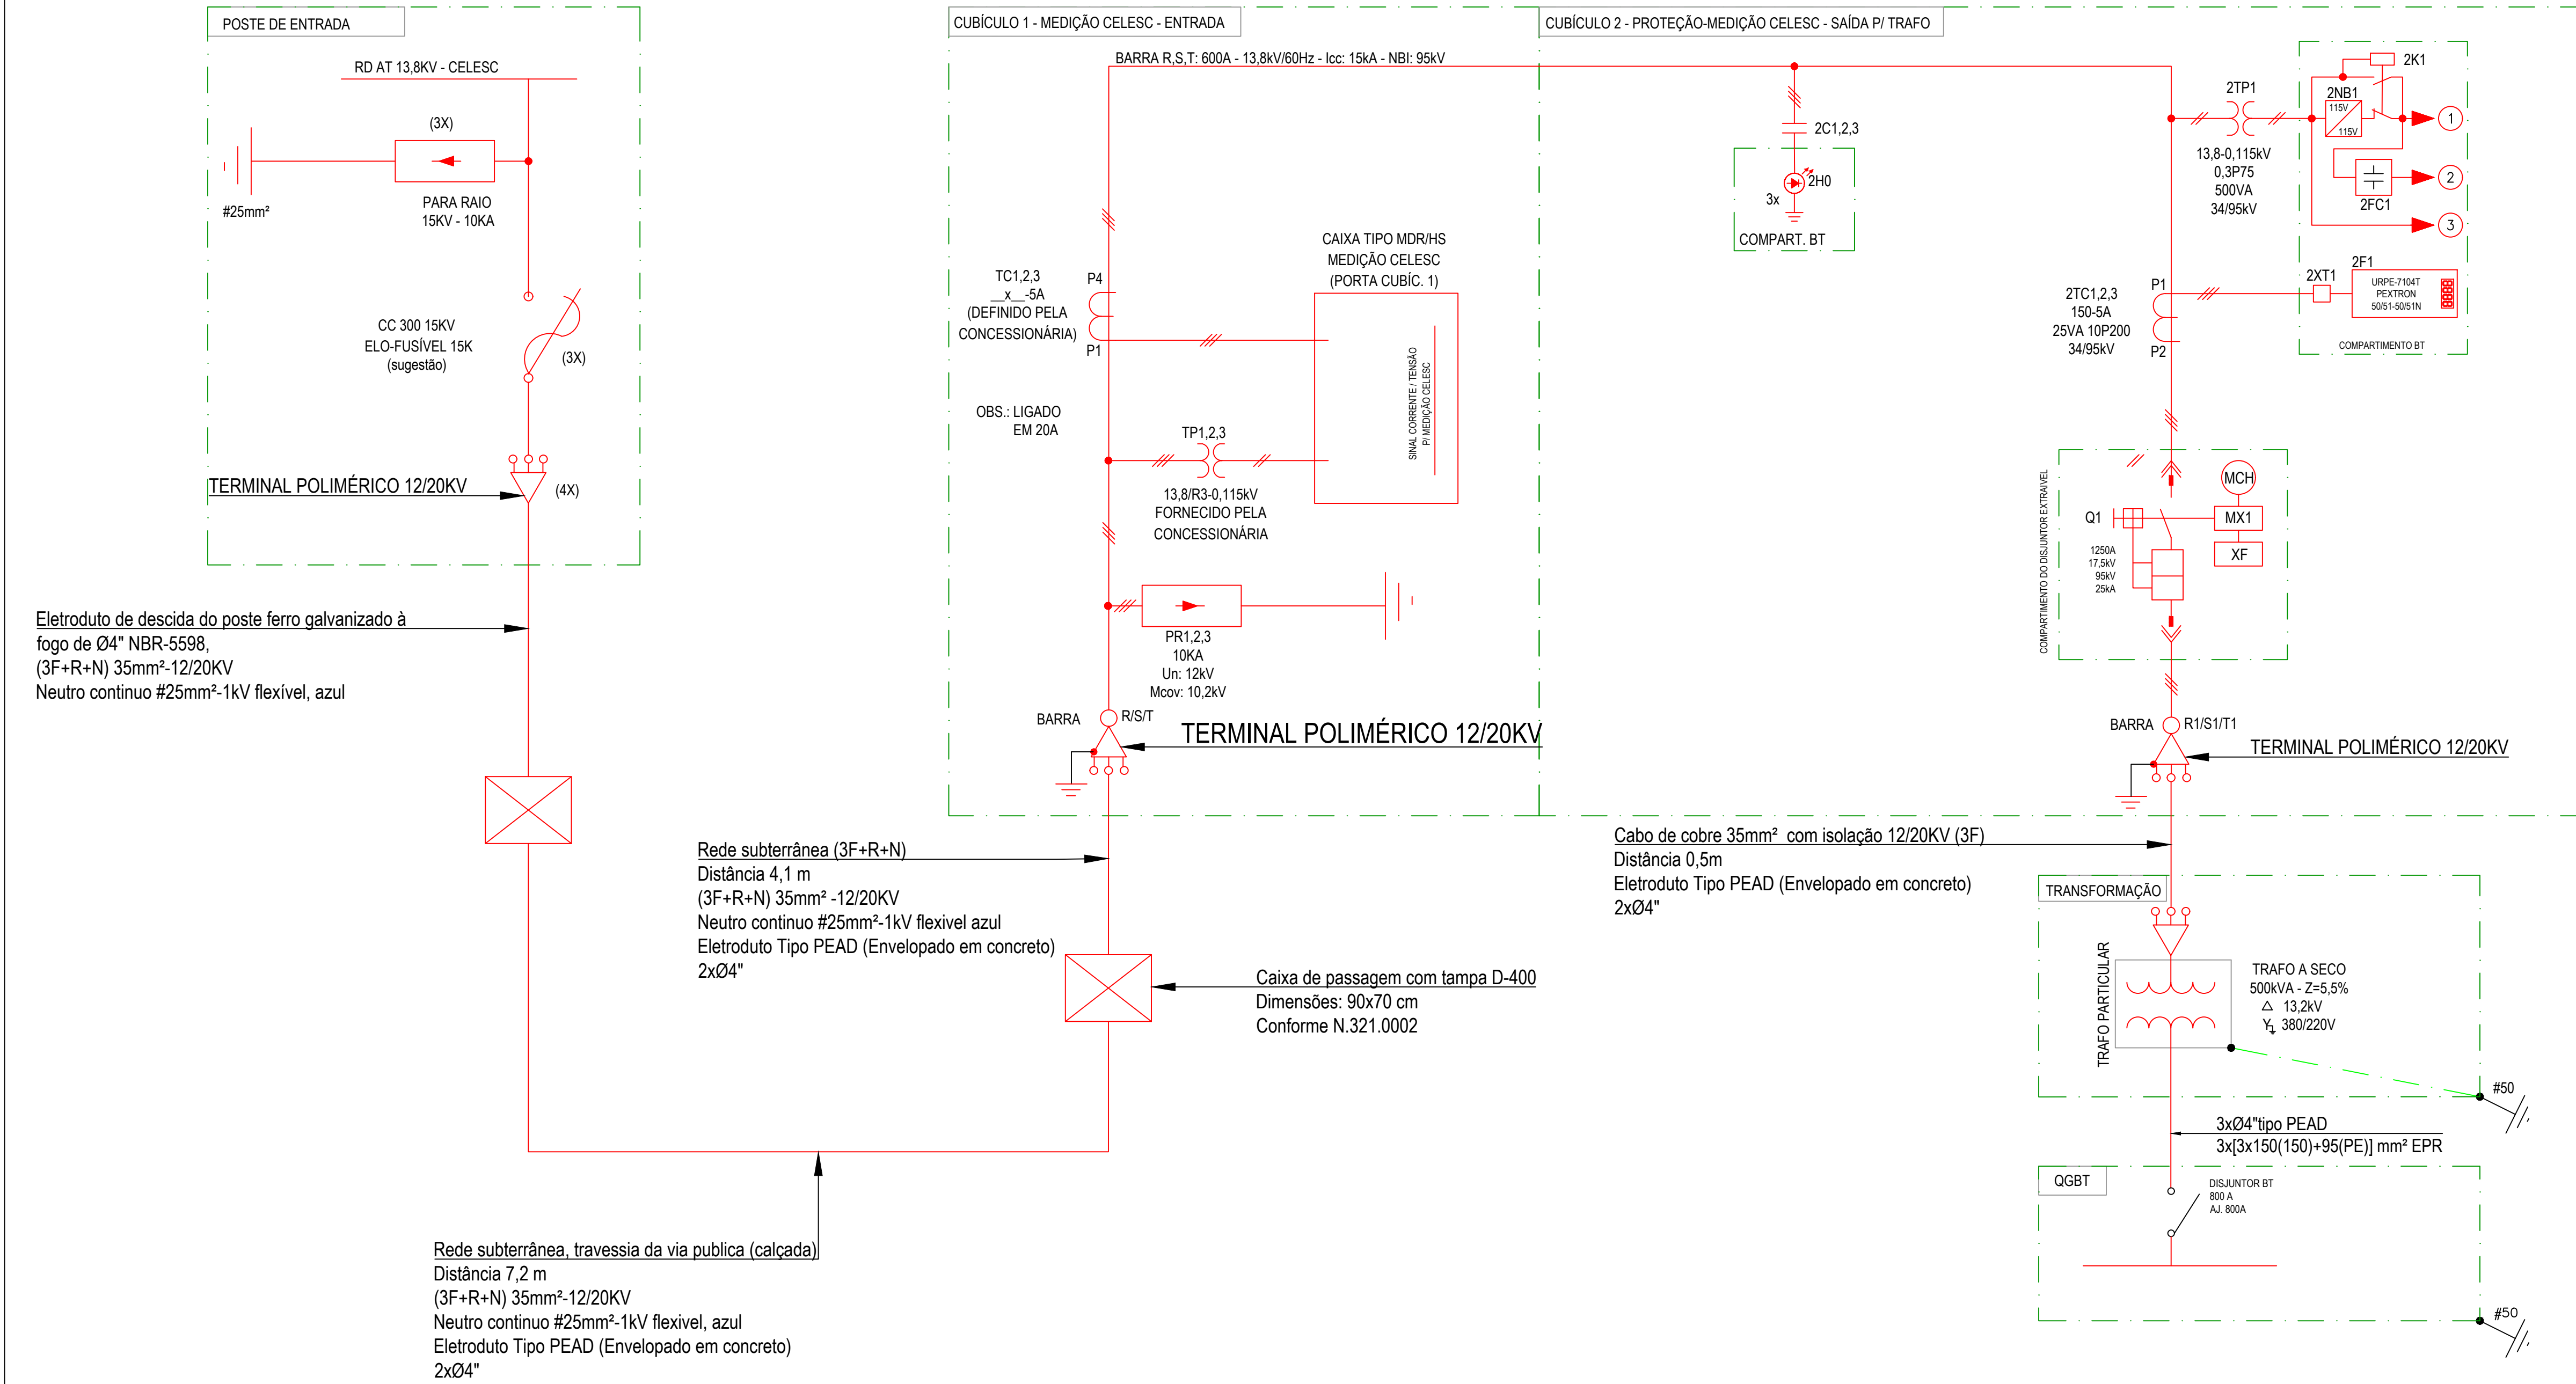 POSTE DE ENTRADA
RD AT 13,8KV - CELESC
(3X)
#25mm²
PARA RAIO
15KV - 10KA
CC 300 15KV
ELO-FUSÍVEL 15K
(sugestão)
(3X)
TERMINAL POLIMÉRICO 12/20KV
(4X)
Eletroduto de descida do poste ferro galvanizado à
fogo de Ø4" NBR-5598,
(3F+R+N) 35mm²-12/20KV
Neutro continuo #25mm²-1kV flexível, azul
Rede subterrânea, travessia da via publica (calçada)
Distância 7,2 m
(3F+R+N) 35mm²-12/20KV
Neutro continuo #25mm²-1kV flexivel, azul
Eletroduto Tipo PEAD (Envelopado em concreto)
2xØ4"
Rede subterrânea (3F+R+N)
Distância 4,1 m
(3F+R+N) 35mm² -12/20KV
Neutro continuo #25mm²-1kV flexivel azul
Eletroduto Tipo PEAD (Envelopado em concreto)
2xØ4"
Caixa de passagem com tampa D-400
Dimensões: 90x70 cm
Conforme N.321.0002
CUBÍCULO 1 - MEDIÇÃO CELESC - ENTRADA
BARRA R,S,T: 600A - 13,8kV/60Hz - Icc: 15kA - NBI: 95kV
TC1,2,3
__x__-5A
(DEFINIDO PELA
CONCESSIONÁRIA)
P4
P1
OBS.: LIGADO
EM 20A
CAIXA TIPO MDR/HS
MEDIÇÃO CELESC
(PORTA CUBÍC. 1)
SINAL CORRENTE / TENSÃO
P/ MEDIÇÃO CELESC
TP1,2,3
13,8/R3-0,115kV
FORNECIDO PELA
CONCESSIONÁRIA
PR1,2,3
10KA
Un: 12kV
Mcov: 10,2kV
BARRA
R/S/T
TERMINAL POLIMÉRICO 12/20KV
CUBÍCULO 2 - PROTEÇÃO-MEDIÇÃO CELESC - SAÍDA P/ TRAFO
2C1,2,3
2H0
3x
COMPART. BT
2TP1
13,8-0,115kV
0,3P75
500VA
34/95kV
2K1
2NB1
115V
115V
1
2
2FC1
3
2TC1,2,3
150-5A
25VA 10P200
34/95kV
P1
P2
2XT1
2F1
URPE-7104T
PEXTRON
50/51-50/51N
COMPARTIMENTO BT
COMPARTIMENTO DO DISJUNTOR EXTRAIVEL
Q1
MCH
MX1
XF
1250A
17,5kV
95kV
25kA
BARRA
R1/S1/T1
TERMINAL POLIMÉRICO 12/20KV
Cabo de cobre 35mm² com isolação 12/20KV (3F)
Distância 0,5m
Eletroduto Tipo PEAD (Envelopado em concreto)
2xØ4"
TRANSFORMAÇÃO
TRAFO PARTICULAR
TRAFO A SECO
500kVA - Z=5,5%
△ 13,2kV
Y 380/220V
#50
3xØ4"tipo PEAD
3x[3x150(150)+95(PE)] mm² EPR
QGBT
DISJUNTOR BT
800 A
AJ. 800A
#50